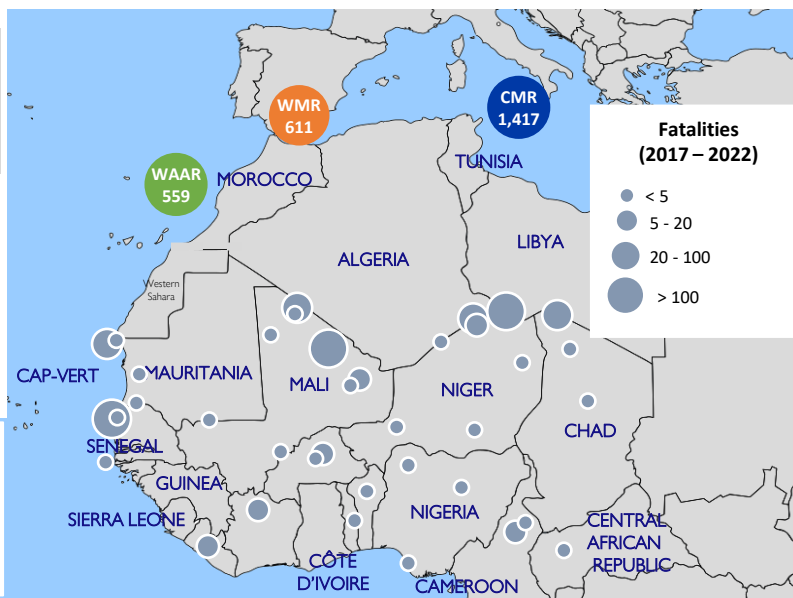 WMR
611
CMR
1,417
WAAR
559
Fatalities
(2017 – 2022)
< 5
5 - 20
20 - 100
> 100
TUNISIA
MOROCCO
ALGERIA
LIBYA
Western
Sahara
CAP-VERT
MAURITANIA
MALI
NIGER
CHAD
SENEGAL
GUINEA
SIERRA LEONE
NIGERIA
CENTRAL
AFRICAN
REPUBLIC
CÔTE
D'IVOIRE
CAMEROON